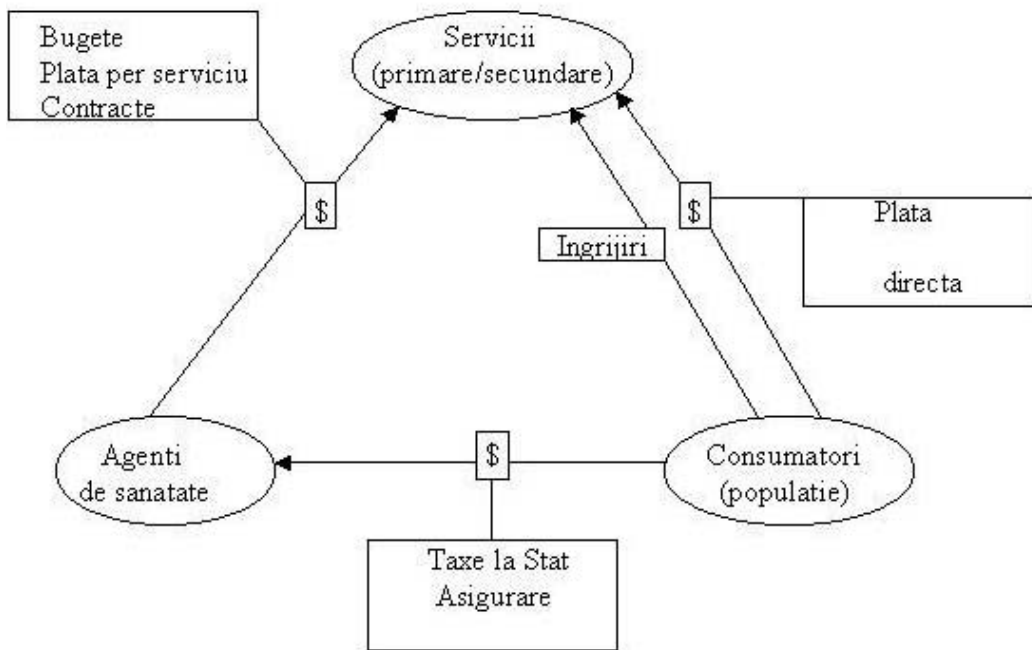 Bugete
Plata per serviciu
Contracte
Servicii
(primare/secundare)
$
$
Plata
directa
Ingrijiri
Agenti
de sanatate
$
Consumatori
(populatie)
Taxe la Stat
Asigurare